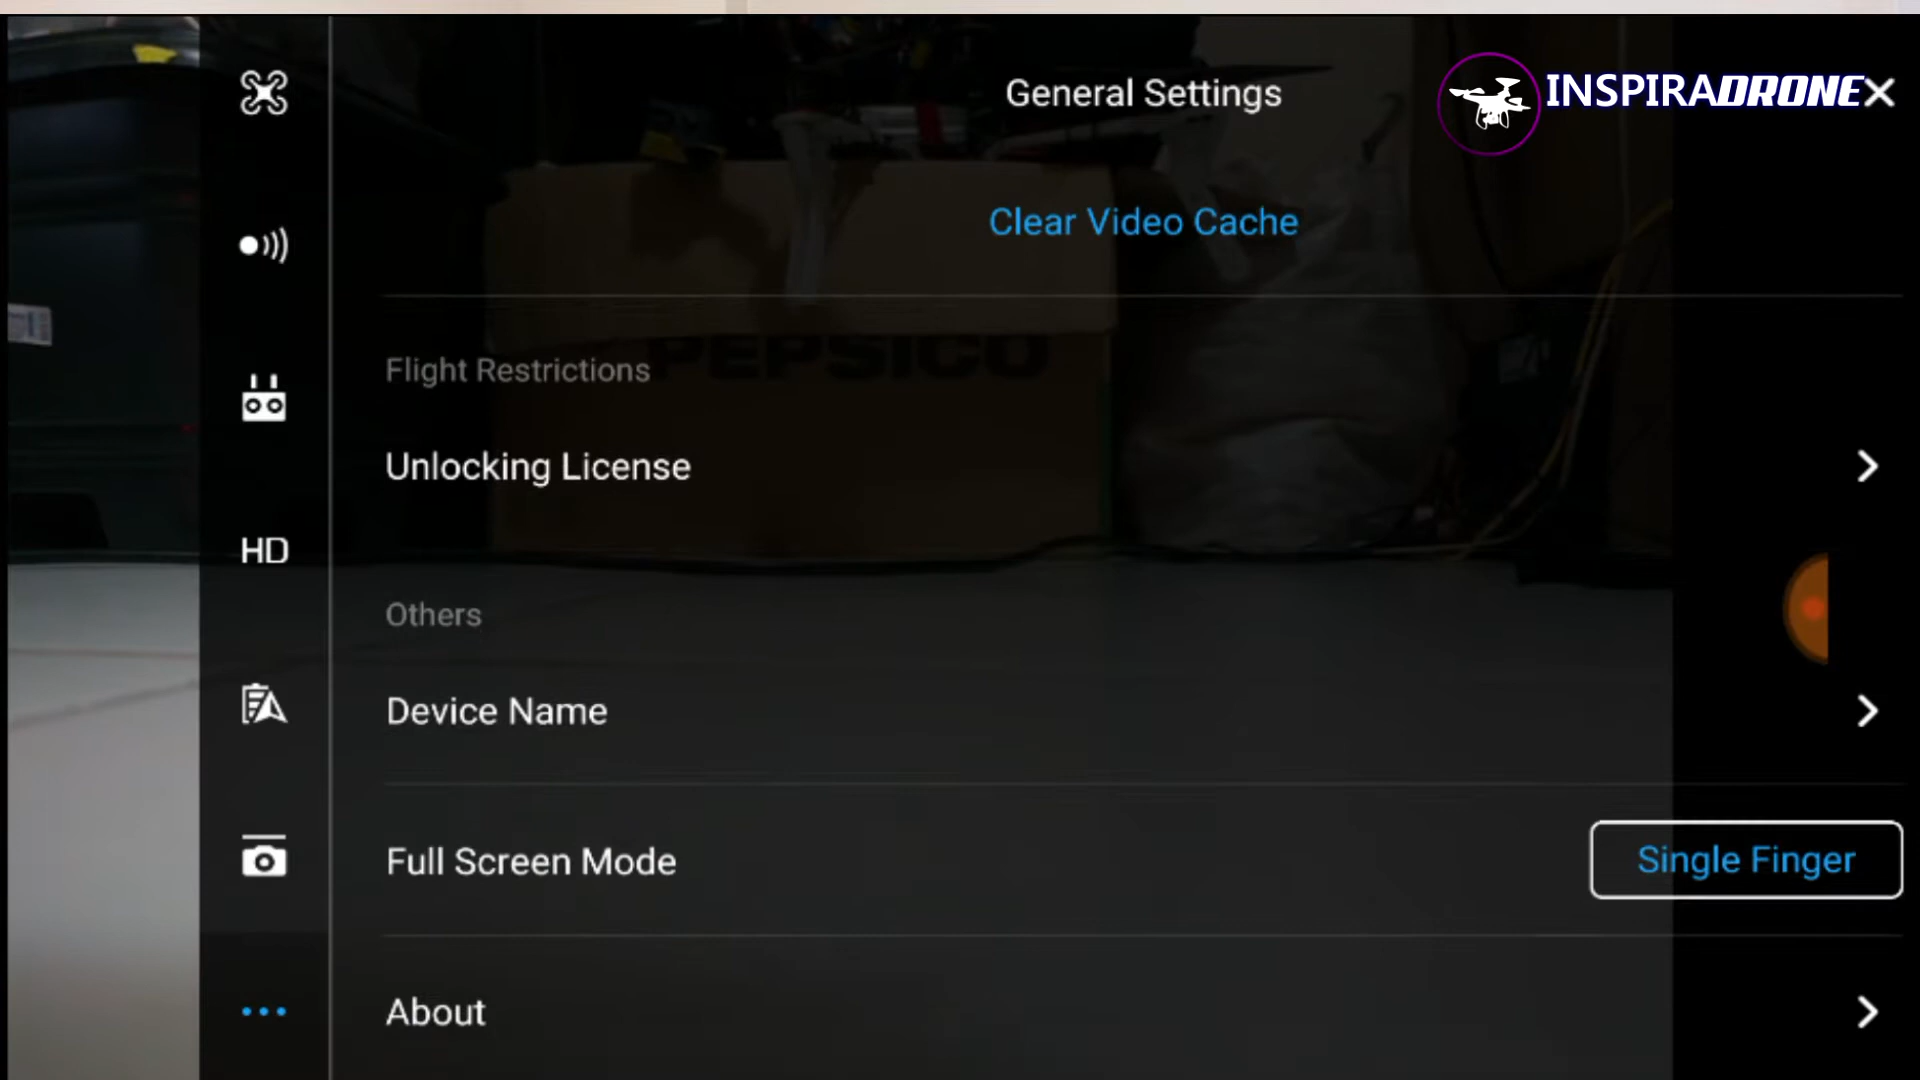 General Settings
INSPIRADRONE
Clear Video Cache
Flight Restrictions
PEPSICO
Unlocking License
HD
Others
Device Name
Full Screen Mode
Single Finger
About